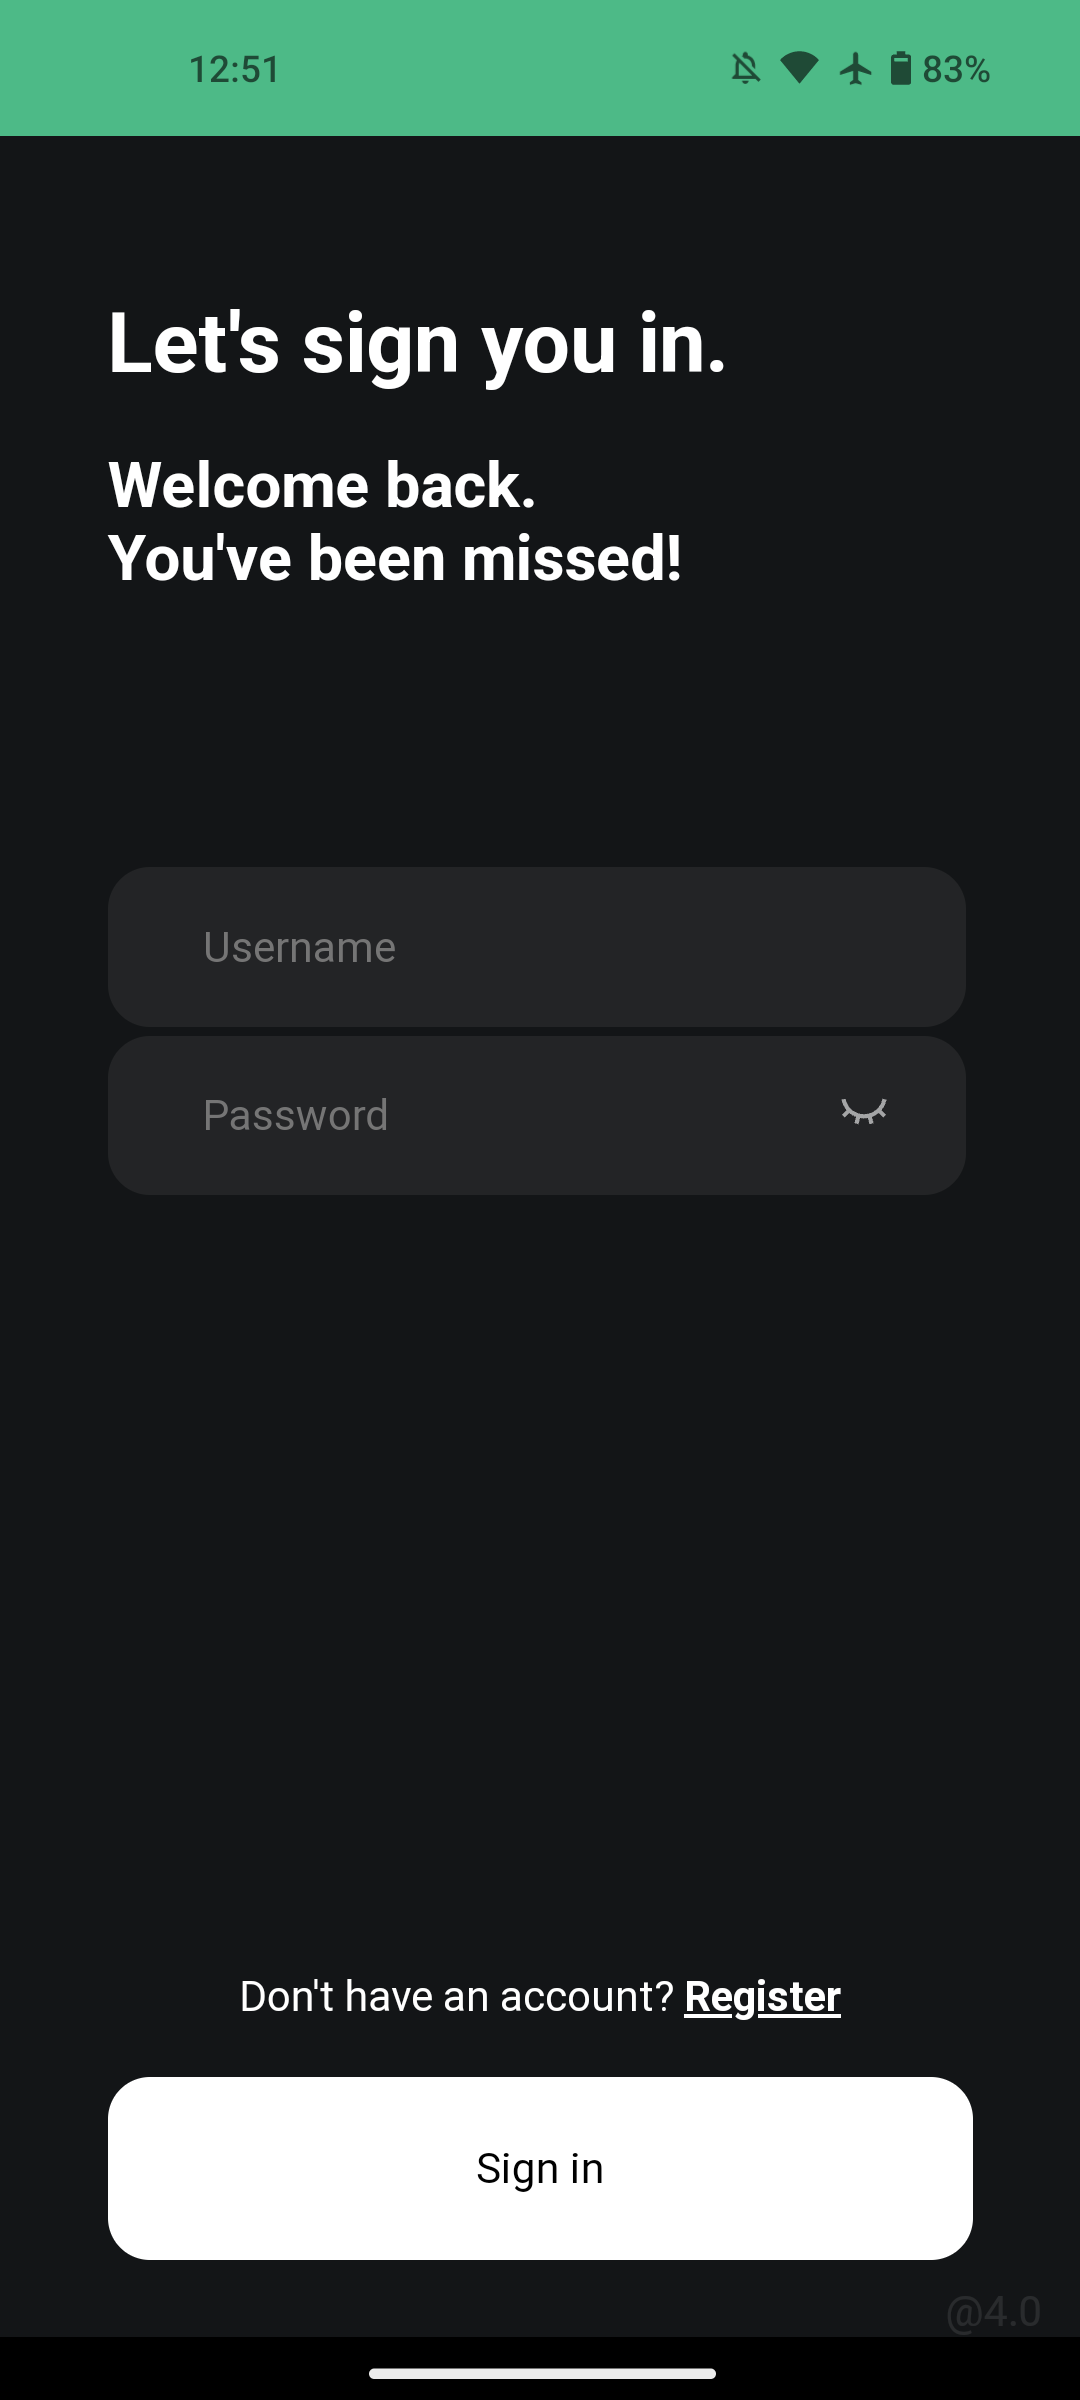 12:51
83%
Let's sign you in.
Welcome back.
You've been missed!
Username
Password
Don't have an account? Register
Sign in
@4.0